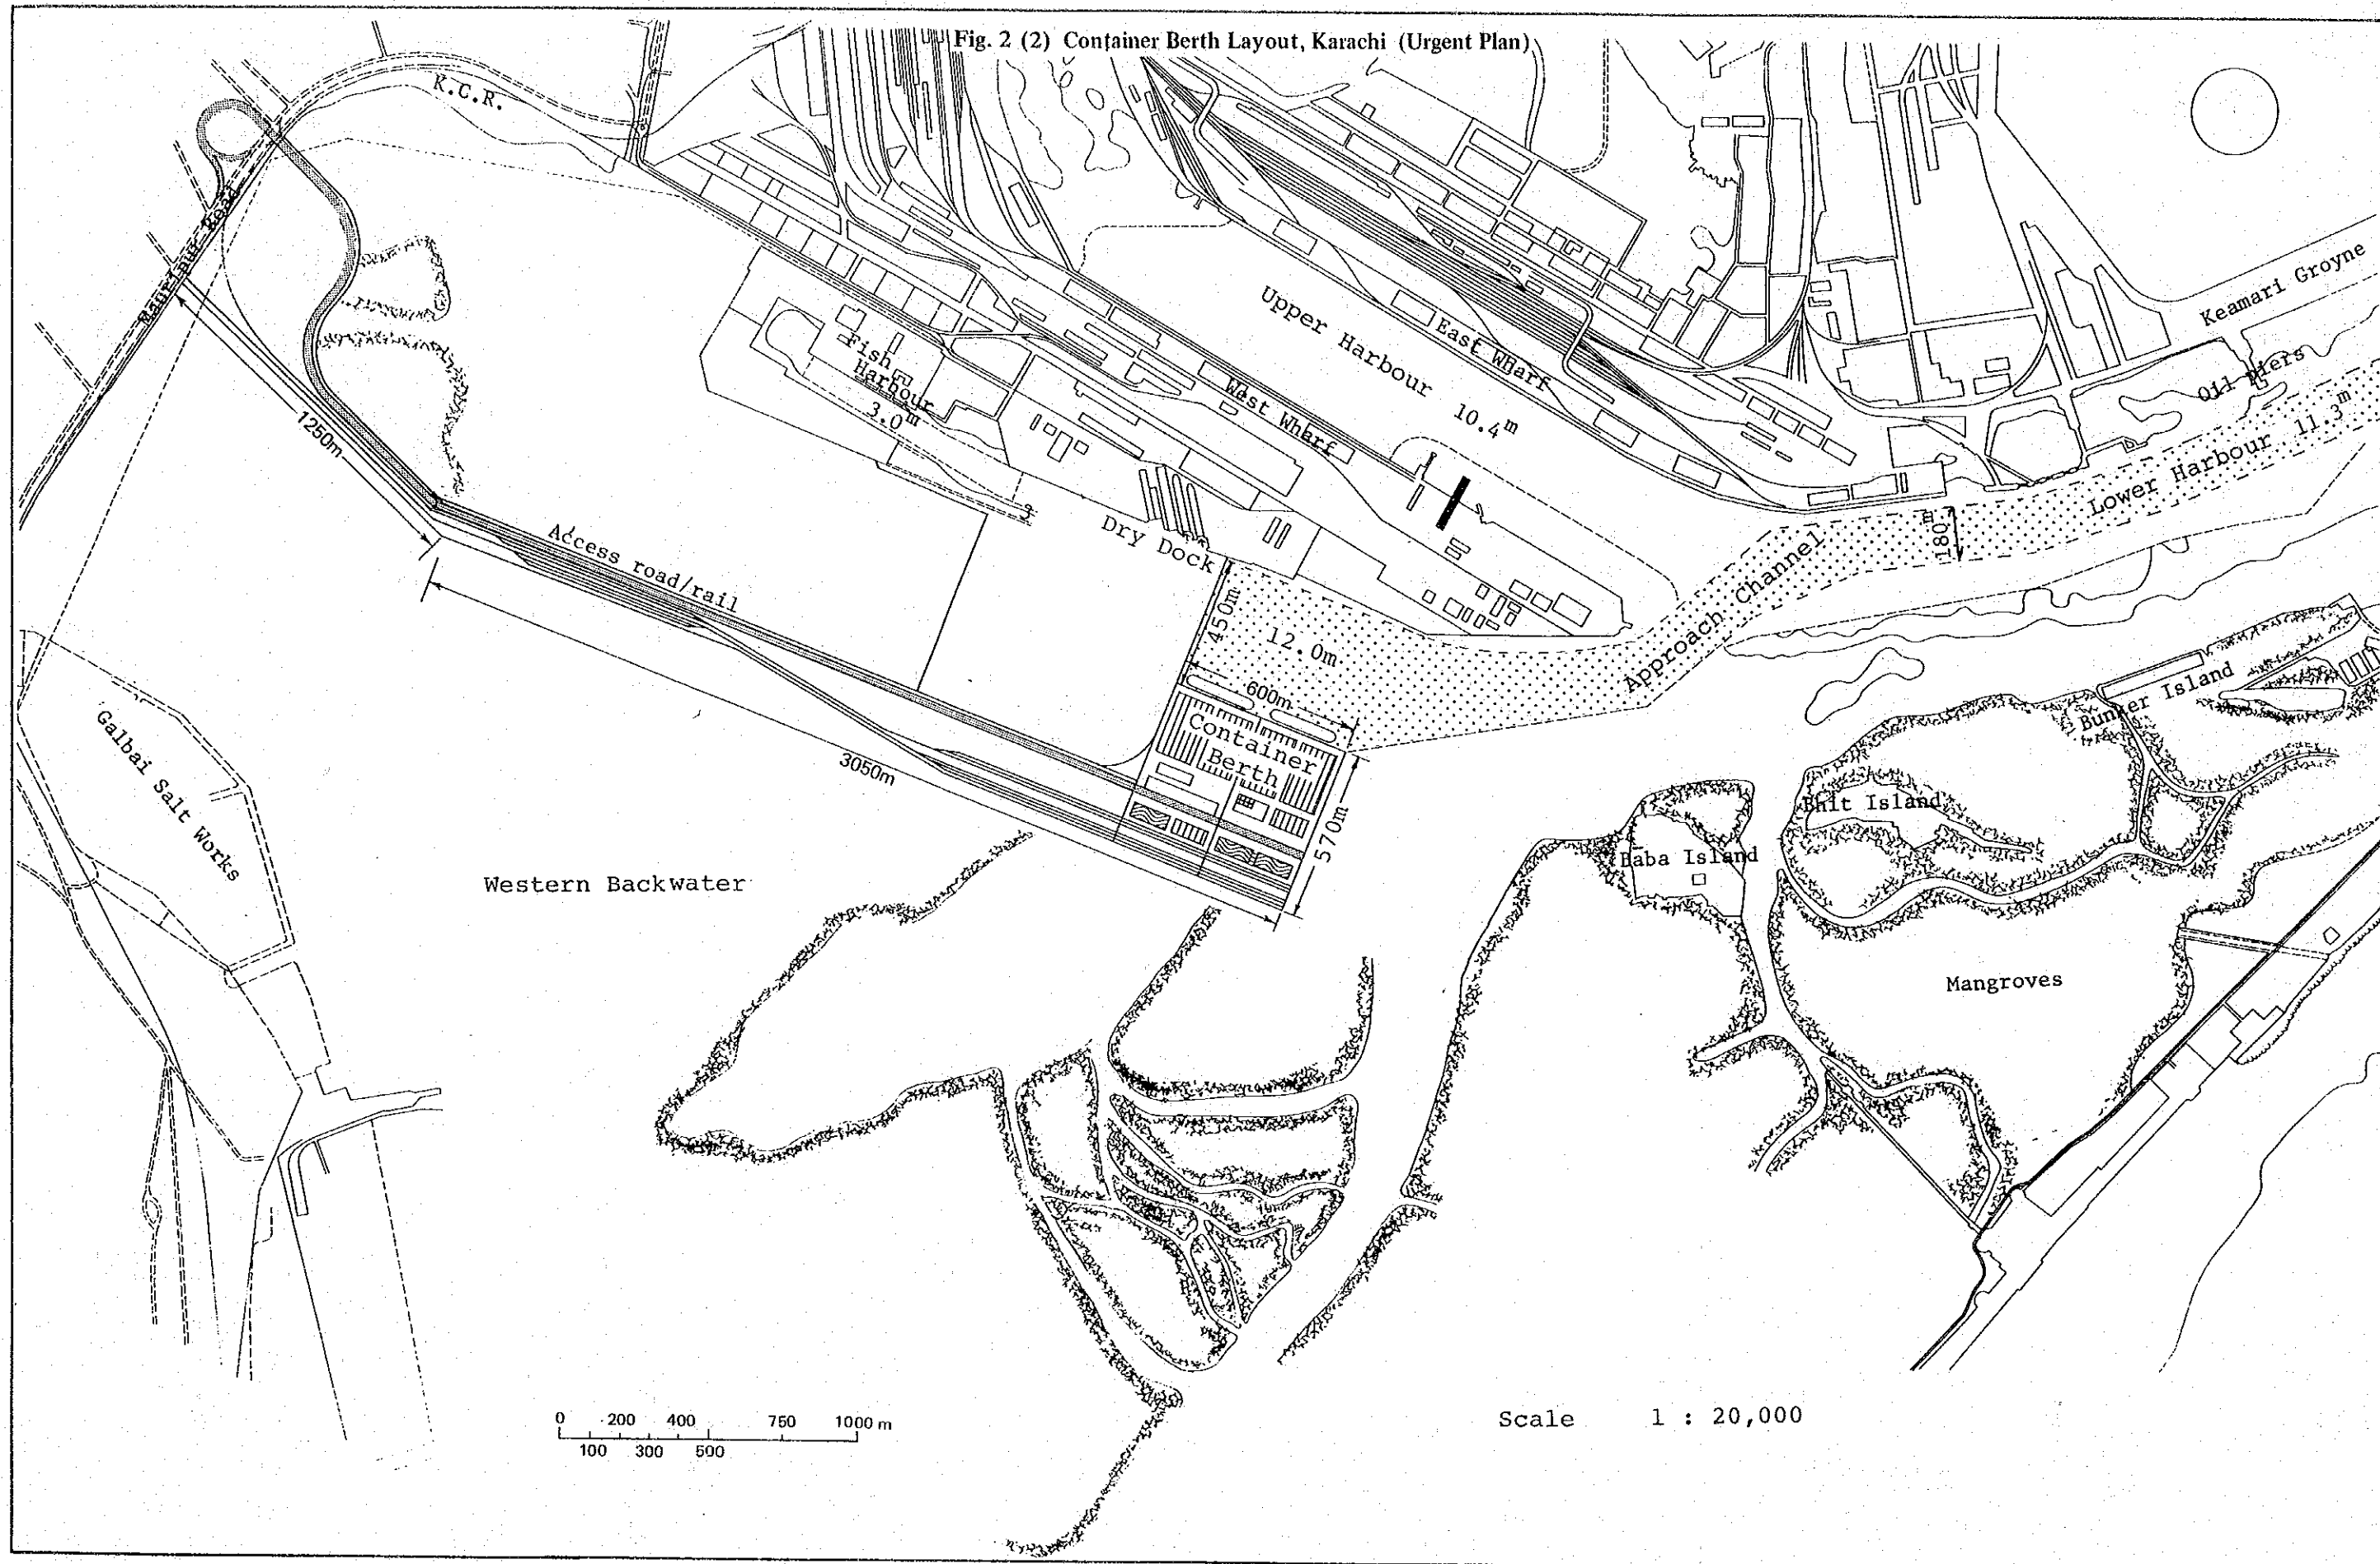 Fig. 2 (2) Container Berth Layout, Karachi (Urgent Plan)
K.C.R.
Road
1250m
Access road/rail
3050m
Fish
Harbour
3.0m
Dry Dock
West Wharf
Upper Harbour 10.4m
East Wharf
Keamari Groyne
Oil Piers
Lower Harbour 11.3m
180
Approach Channel
450m
12.0m
600m
Container
Berth
570m
Galbai Salt Works
Western Backwater
Bunker Island
Bhit Island
Baba Island
Mangroves
0 200 400 750 1000 m
100 300 500
Scale 1 : 20,000